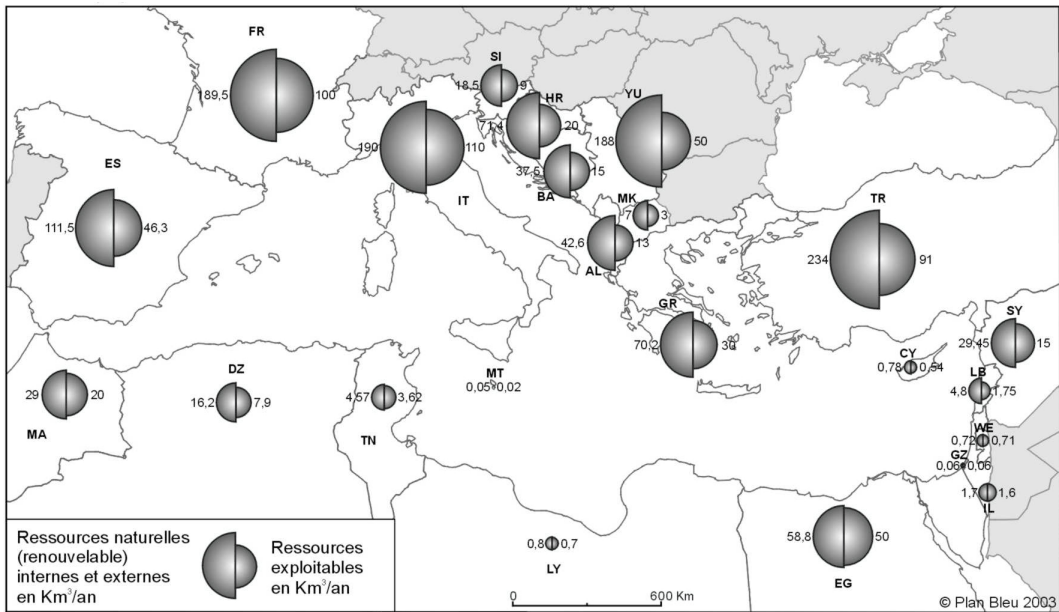 FR
189,5 100
SI
18,5 9
HR
71,4 20
YU
188 50
190 110
IT
37,5 15
BA
ES
111,5 46,3
MK
7 3
42,6 13
AL
TR
234 91
GR
70,2 30
SY
29,45 15
CY
0,78 0,54
LB
4,8 1,75
MT
0,05 0,02
DZ
16,2 7,9
29 20
MA
4,57 3,62
TN
WE
0,72 0,71
GZ
0,06 0,06
1,7 1,6
IL
0,8 0,7
LY
58,8 50
EG
Ressources naturelles
(renouvelable)
internes et externes
en Km³/an
Ressources
exploitables
en Km³/an
0 600 Km
© Plan Bleu 2003